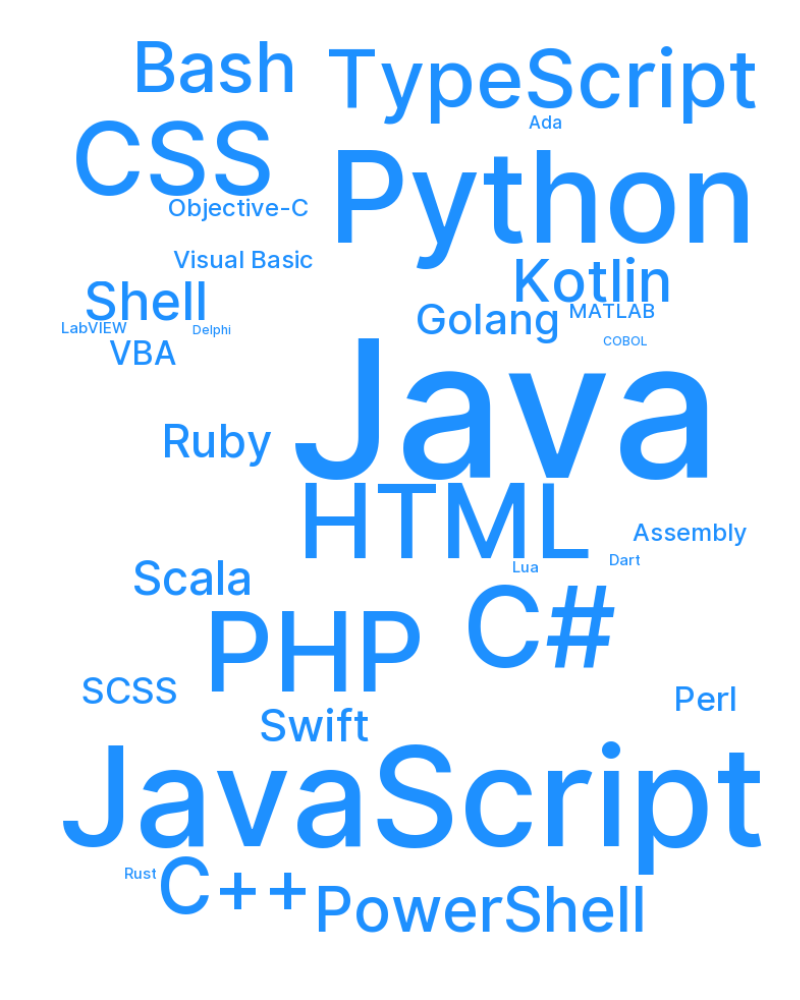 Bash
TypeScript
Ada
CSS
Python
Objective-C
Visual Basic
Kotlin
Shell
Golang
MATLAB
LabVIEW
Delphi
COBOL
VBA
Java
Ruby
HTML
Assembly
Lua
Dart
Scala
C#
PHP
SCSS
Perl
Swift
JavaScript
Rust
C++
PowerShell